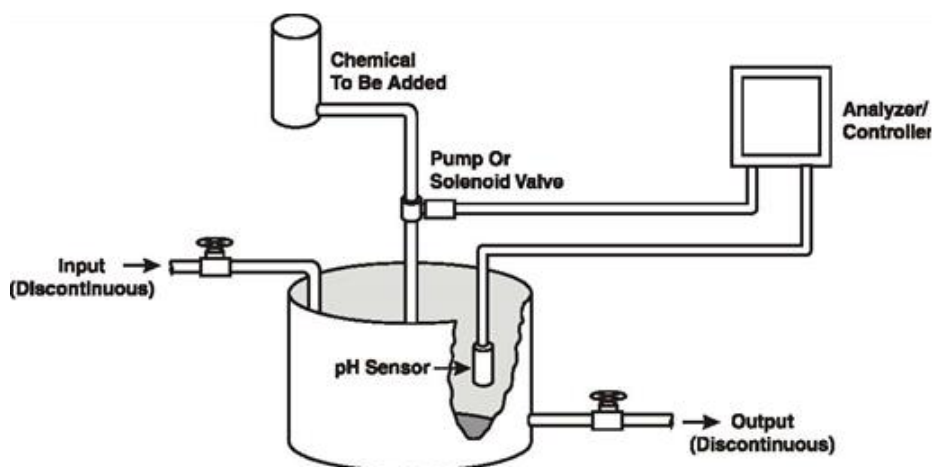 Chemical
To Be Added
Analyzer/
Controller
Pump Or
Solenoid Valve
Input
(Discontinuous)
pH Sensor
Output
(Discontinuous)